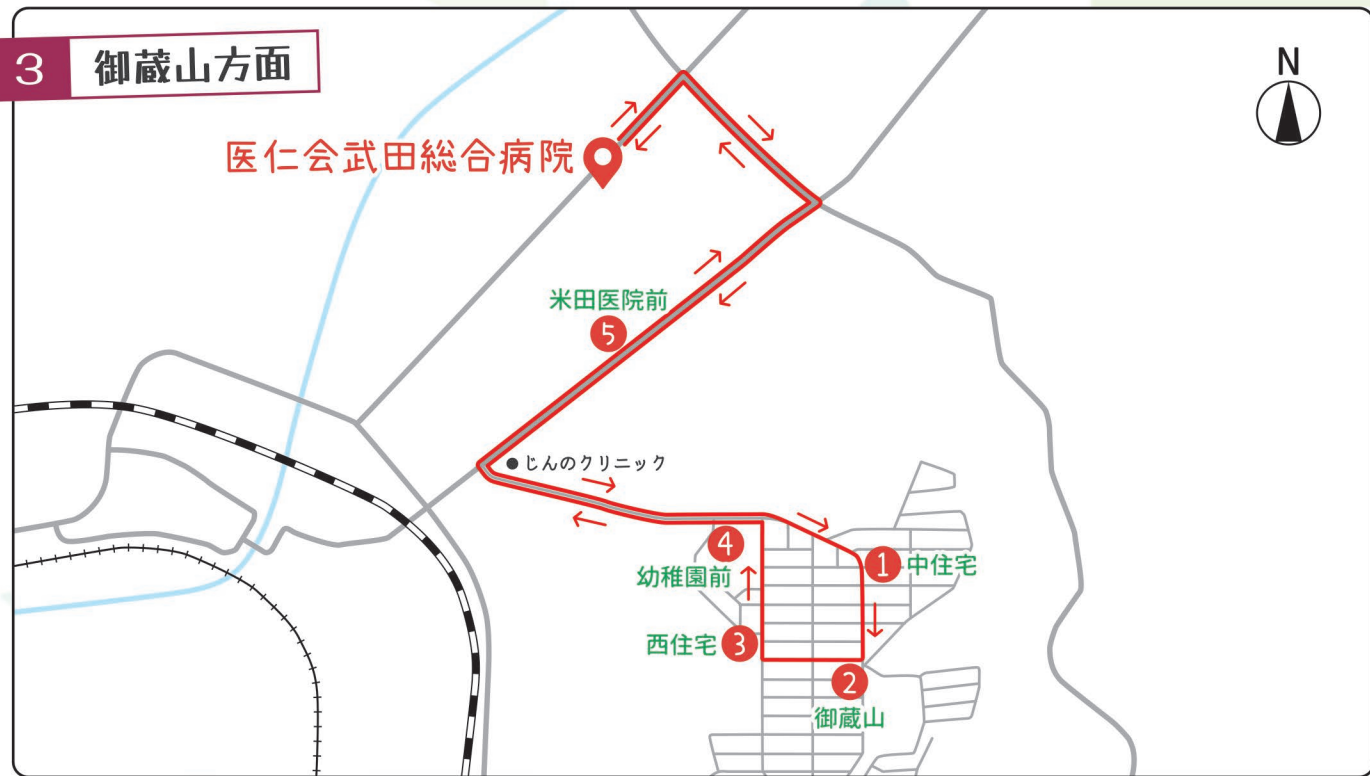 3 御蔵山方面
N
医仁会武田総合病院
米田医院前
5
じんのクリニック
4
幼稚園前
1 中住宅
西住宅 3
2
御蔵山